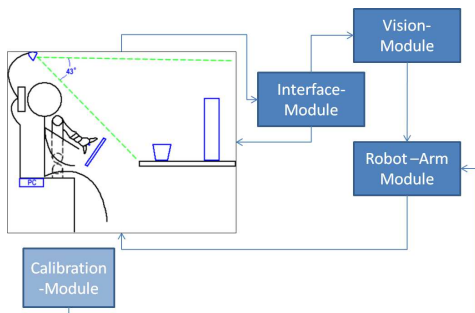 Vision-
Module
43°
Interface-
Module
Robot –Arm
Module
PC
Calibration
-Module